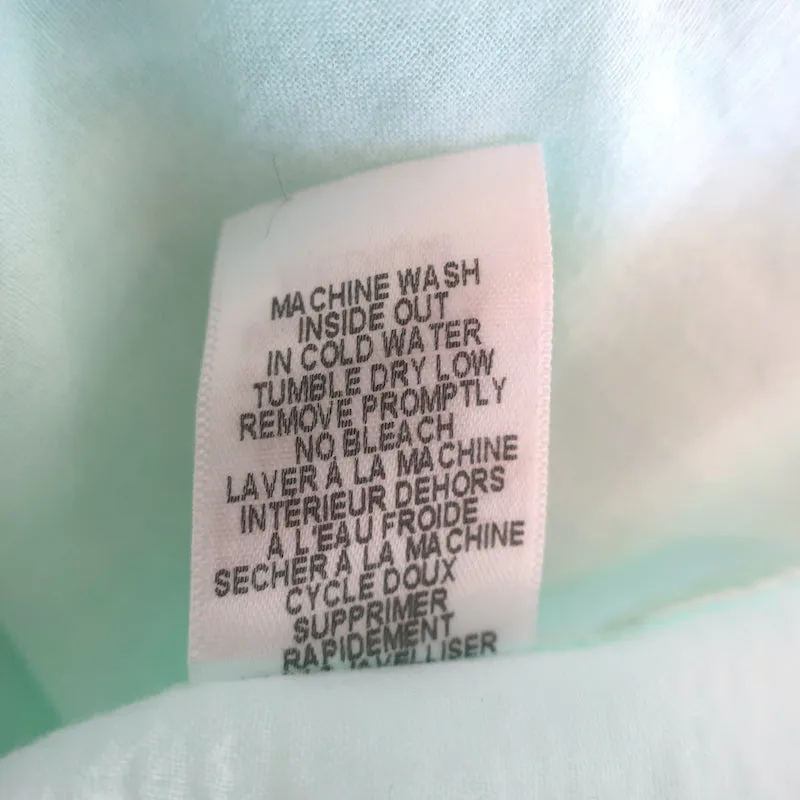 MACHINE WASH
INSIDE OUT
IN COLD WATER
TUMBLE DRY LOW
REMOVE PROMPTLY
NO BLEACH
LAVER À LA MACHINE
INTERIEUR DEHORS
A L'EAU FROIDE
SECHER À LA MACHINE
CYCLE DOUX
SUPPRIMER
RAPIDEMENT
JAVELLISER